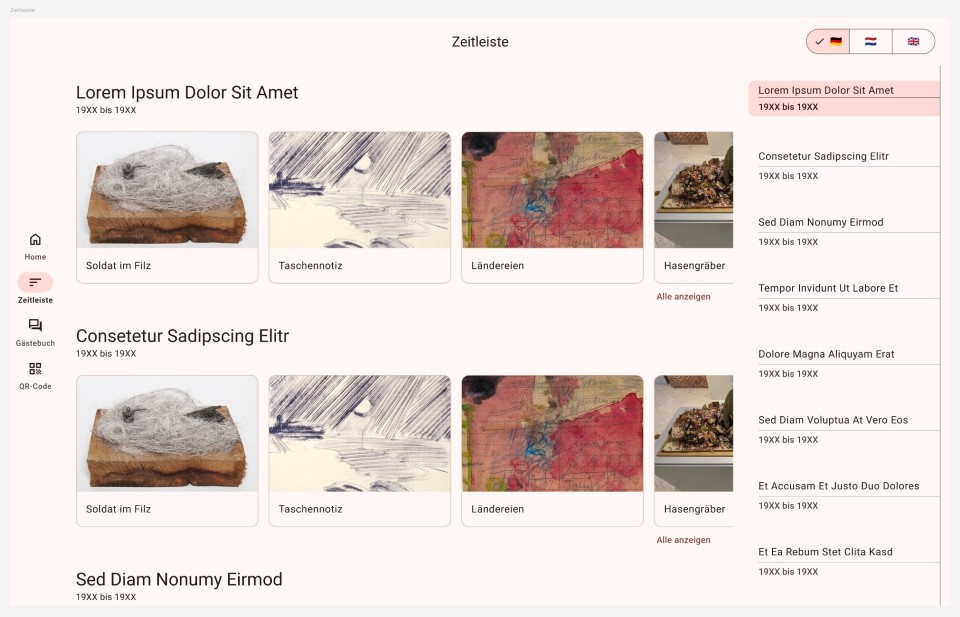 Zeitleiste
Zeitleiste
Home
Zeitleiste
Gästebuch
QR-Code
Lorem Ipsum Dolor Sit Amet
19XX bis 19XX
Soldat im Filz
Taschennotiz
Ländereien
Hasengräber
Alle anzeigen
Consetetur Sadipscing Elitr
19XX bis 19XX
Soldat im Filz
Taschennotiz
Ländereien
Hasengräber
Alle anzeigen
Sed Diam Nonumy Eirmod
19XX bis 19XX
Lorem Ipsum Dolor Sit Amet
19XX bis 19XX
Consetetur Sadipscing Elitr
19XX bis 19XX
Sed Diam Nonumy Eirmod
19XX bis 19XX
Tempor Invidunt Ut Labore Et
19XX bis 19XX
Dolore Magna Aliquyam Erat
19XX bis 19XX
Sed Diam Voluptua At Vero Eos
19XX bis 19XX
Et Accusam Et Justo Duo Dolores
19XX bis 19XX
Et Ea Rebum Stet Clita Kasd
19XX bis 19XX